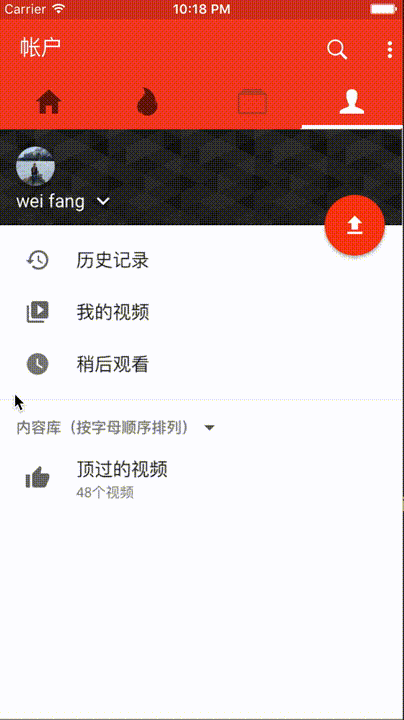 Carrier 10:18 PM
帐户
wei fang
历史记录
我的视频
稍后观看
内容库（按字母顺序排列）
顶过的视频
48个视频